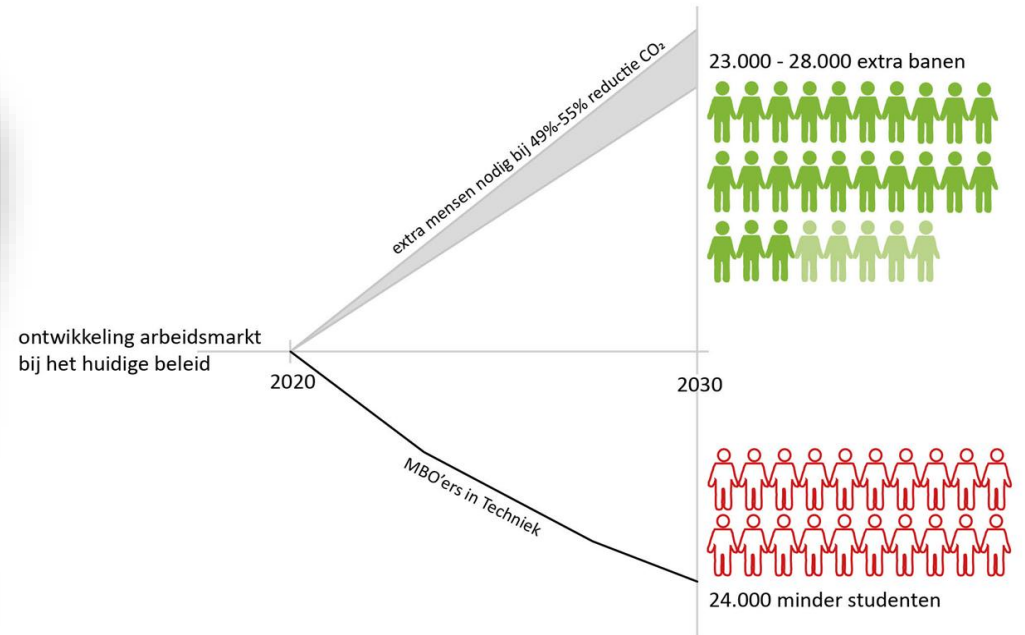 23.000 - 28.000 extra banen
extra mensen nodig bij 49%-55% reductie CO₂
ontwikkeling arbeidsmarkt
bij het huidige beleid
2020
2030
MBO'ers in Techniek
24.000 minder studenten